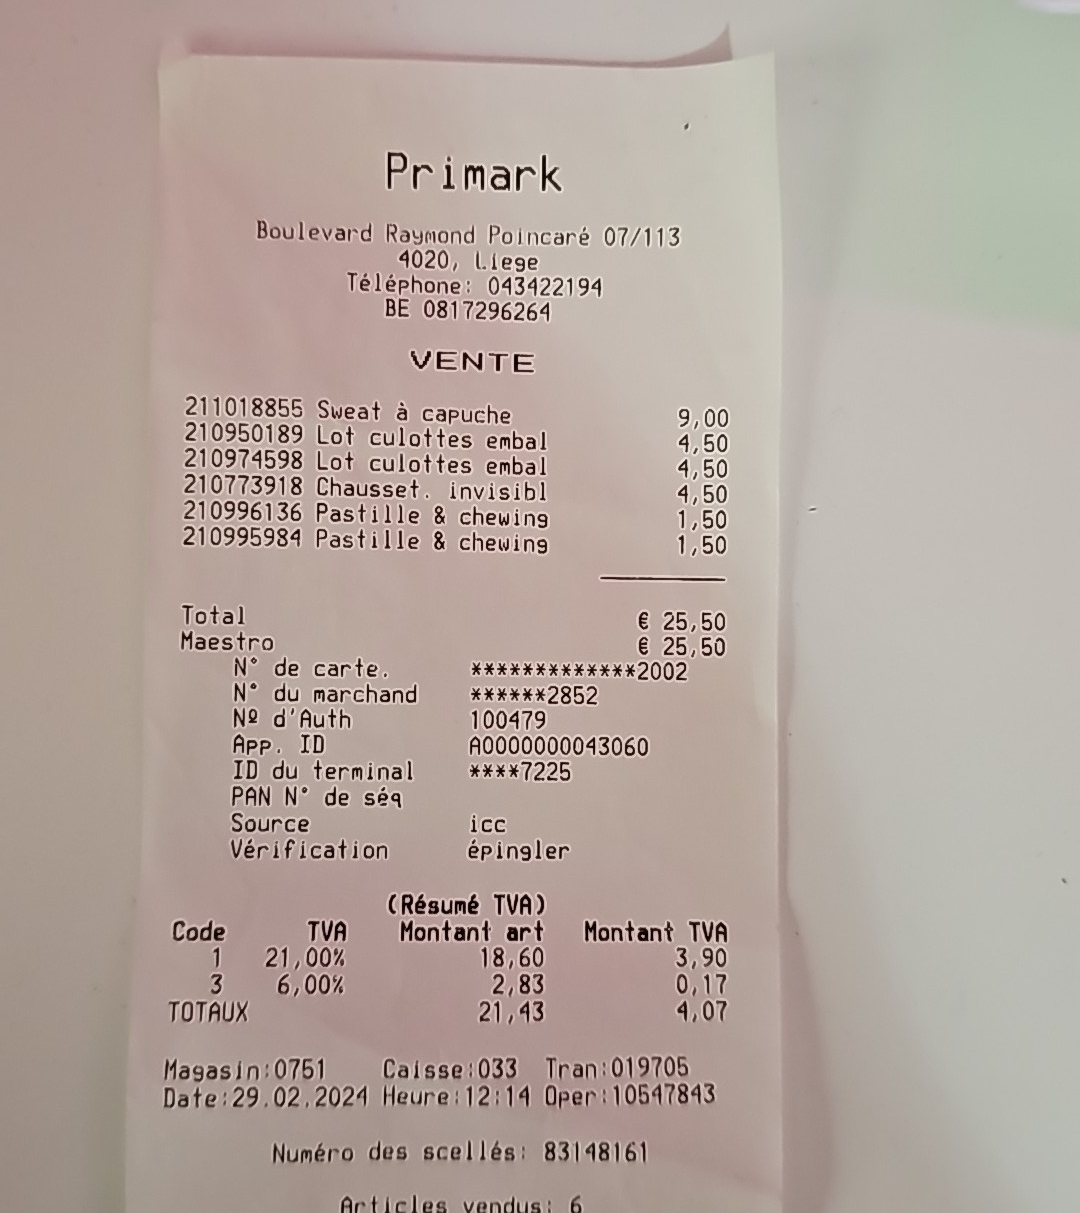 Primark
Boulevard Raymond Poincaré 07/113
4020, Liege
Téléphone: 043422194
BE 0817296264
VENTE
211018855 Sweat à capuche 9,00
210950189 Lot culottes embal 4,50
210974598 Lot culottes embal 4,50
210773918 Chausset. invisibl 4,50
210996136 Pastille & chewing 1,50
210995984 Pastille & chewing 1,50
Total € 25,50
Maestro € 25,50
N° de carte. *************2002
N° du marchand ******2852
Nº d'Auth 100479
App. ID A0000000043060
ID du terminal ****7225
PAN N° de séq
Source icc
Vérification épingler
(Résumé TVA)
Code TVA Montant art Montant TVA
1 21,00% 18,60 3,90
3 6,00% 2,83 0,17
TOTAUX 21,43 4,07
Magasin:0751 Caisse:033 Tran:019705
Date:29.02.2024 Heure:12:14 Oper:10547843
Numéro des scellés: 83148161
Articles vendus: 6